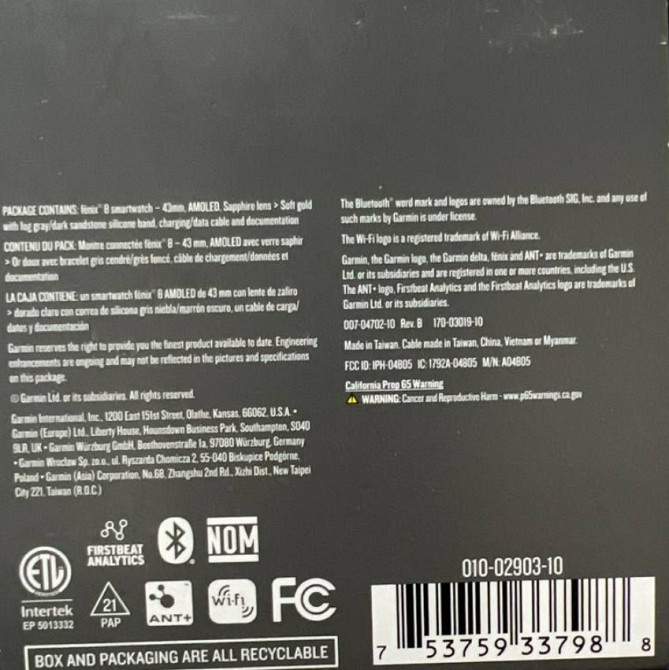 PACKAGE CONTAINS: fēnix® 8 smartwatch – 43mm, AMOLED, Sapphire lens > Soft gold
with fog gray/dark sandstone silicone band, charging/data cable and documentation
CONTENU DU PACK: Montre connectée fēnix® 8 – 43 mm, AMOLED avec verre saphir
> Or doux avec bracelet gris cendré/grès foncé, câble de chargement/données et
documentation
LA CAJA CONTIENE: un smartwatch fēnix® 8 AMOLED de 43 mm con lente de zafiro
> dorado claro con correa de silicona gris niebla/marrón oscuro, un cable de carga/
datos y documentación
Garmin reserves the right to provide you the finest product available to date. Engineering
enhancements are ongoing and may not be reflected in the pictures and specifications
on this package.
© Garmin Ltd. or its subsidiaries. All rights reserved.
Garmin International, Inc., 1200 East 151st Street, Olathe, Kansas, 66062, U.S.A. •
Garmin (Europe) Ltd., Liberty House, Hounsdown Business Park, Southampton, SO40
9LR, UK • Garmin Würzburg GmbH, Beethovenstraße 1a, 97080 Würzburg, Germany
• Garmin Wrocław Sp. zo.o., ul. Ryszarda Chomicza 2, 55-040 Biskupice Podgórne,
Poland • Garmin (Asia) Corporation, No.68, Zhangshu 2nd Rd., Xizhi Dist., New Taipei
City 221, Taiwan (R.O.C.)
The Bluetooth® word mark and logos are owned by the Bluetooth SIG, Inc. and any use of
such marks by Garmin is under license.
The Wi-Fi logo is a registered trademark of Wi-Fi Alliance.
Garmin, the Garmin logo, the Garmin delta, fēnix and ANT+ are trademarks of Garmin
Ltd. or its subsidiaries and are registered in one or more countries, including the U.S.
The ANT+ logo, Firstbeat Analytics and the Firstbeat Analytics logo are trademarks of
Garmin Ltd. or its subsidiaries.
007-04702-10 Rev. B 170-03019-10
Made in Taiwan. Cable made in Taiwan, China, Vietnam or Myanmar.
FCC ID: IPH-04805 IC: 1792A-04805 M/N: A04805
California Prop 65 Warning
WARNING: Cancer and Reproductive Harm - www.p65warnings.ca.gov
FIRSTBEAT
ANALYTICS
NOM
ETL
Intertek
EP 5013332
21
PAP
ANT+
Wi-Fi
FC
BOX AND PACKAGING ARE ALL RECYCLABLE
010-02903-10
7 53759 33798 8